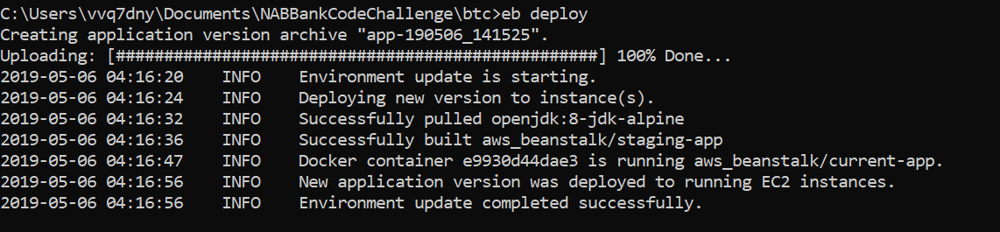 C:\Users\vvq7dny\Documents\NABBankCodeChallenge\btc>eb deploy
Creating application version archive "app-190506_141525".
Uploading: [##################################################] 100% Done...
2019-05-06 04:16:20    INFO    Environment update is starting.
2019-05-06 04:16:24    INFO    Deploying new version to instance(s).
2019-05-06 04:16:32    INFO    Successfully pulled openjdk:8-jdk-alpine
2019-05-06 04:16:36    INFO    Successfully built aws_beanstalk/staging-app
2019-05-06 04:16:47    INFO    Docker container e9930d44dae3 is running aws_beanstalk/current-app.
2019-05-06 04:16:56    INFO    New application version was deployed to running EC2 instances.
2019-05-06 04:16:56    INFO    Environment update completed successfully.